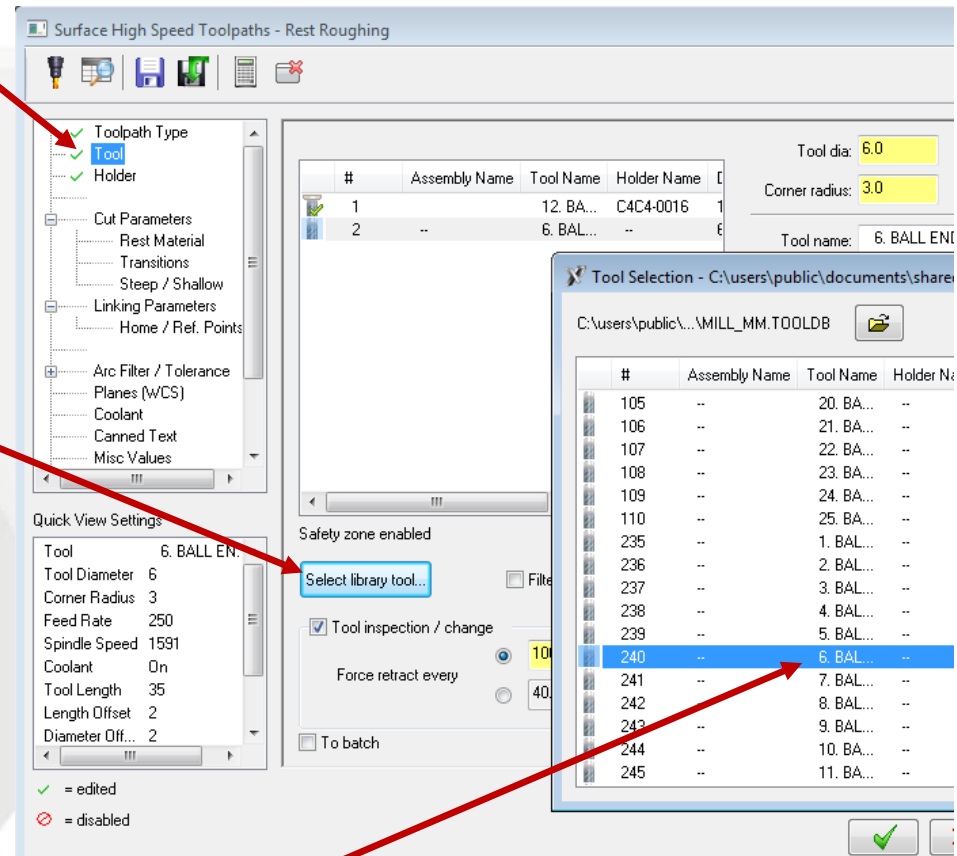 Surface High Speed Toolpaths - Rest Roughing
Toolpath Type
Tool
Holder
Cut Parameters
Rest Material
Transitions
Steep / Shallow
Linking Parameters
Home / Ref. Points
Arc Filter / Tolerance
Planes (WCS)
Coolant
Canned Text
Misc Values
Quick View Settings
Tool 6. BALL EN.
Tool Diameter 6
Corner Radius 3
Feed Rate 250
Spindle Speed 1591
Coolant On
Tool Length 35
Length Offset 2
Diameter Off... 2
= edited
= disabled
# Assembly Name Tool Name Holder Name
1 12. BA... C4C4-0016 1
2 -- 6. BAL... --
Tool dia: 6.0
Corner radius: 3.0
Tool name: 6. BALL END
Safety zone enabled
Select library tool...
Tool inspection / change
Force retract every
40.
To batch
Tool Selection - C:\users\public\documents\shared
C:\users\public\...\MILL_MM.TOOLDB
# Assembly Name Tool Name Holder Na
105 -- 20. BA... --
106 -- 21. BA... --
107 -- 22. BA... --
108 -- 23. BA... --
109 -- 24. BA... --
110 -- 25. BA... --
235 -- 1. BAL... --
236 -- 2. BAL... --
237 -- 3. BAL... --
238 -- 4. BAL... --
239 -- 5. BAL... --
240 -- 6. BAL... --
241 -- 7. BAL... --
242 -- 8. BAL... --
243 -- 9. BAL... --
244 -- 10. BA... --
245 -- 11. BA... --